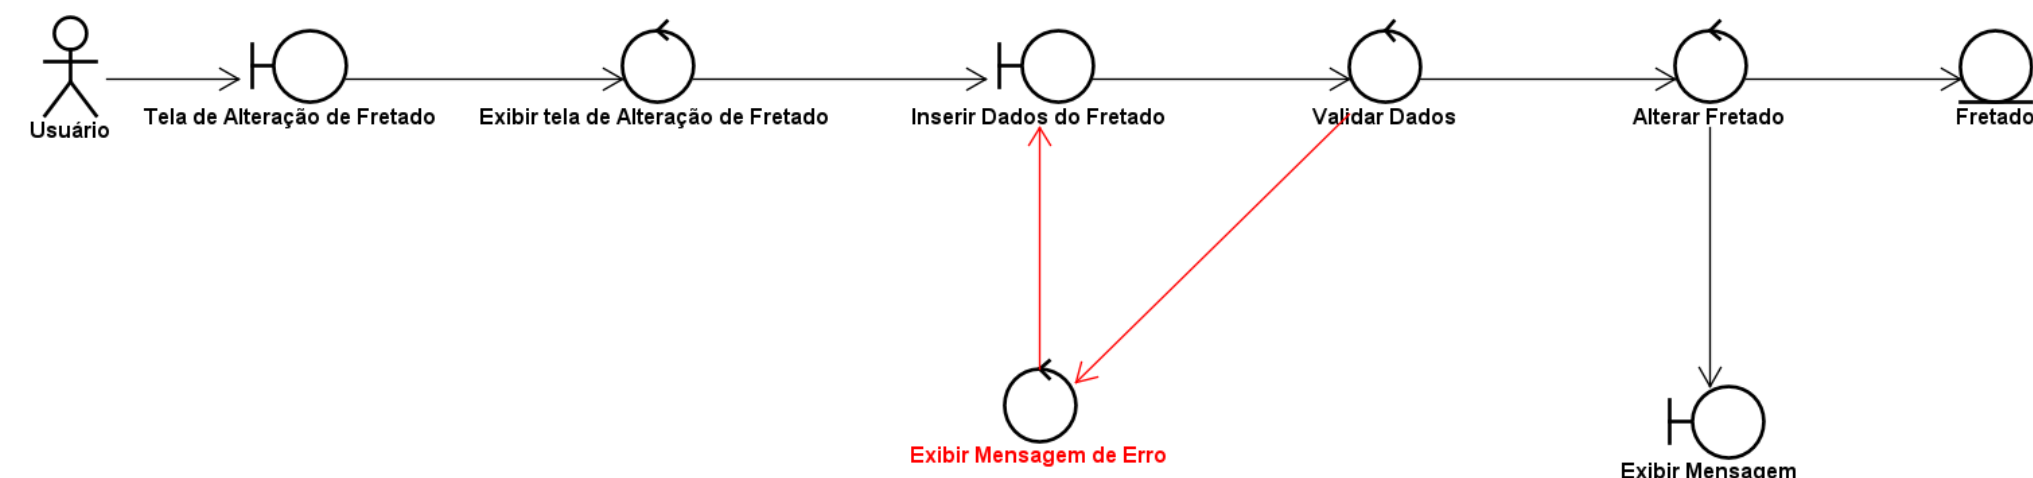 Usuário
Tela de Alteração de Fretado
Exibir tela de Alteração de Fretado
Inserir Dados do Fretado
Validar Dados
Alterar Fretado
Fretado
Exibir Mensagem de Erro
Exibir Mensagem